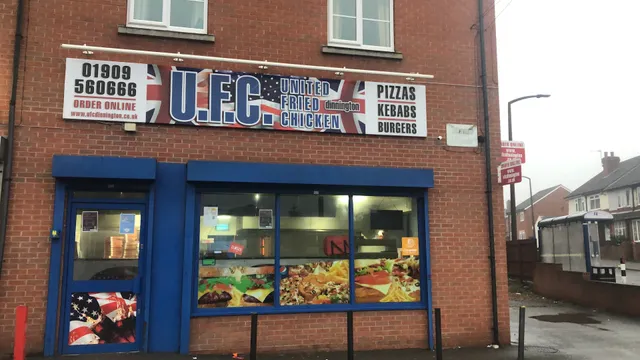 01909
560666
ORDER ONLINE
www.ufcdinnington.co.uk
U.F.C.
UNITED
FRIED dinnington
CHICKEN
PIZZAS
KEBABS
BURGERS